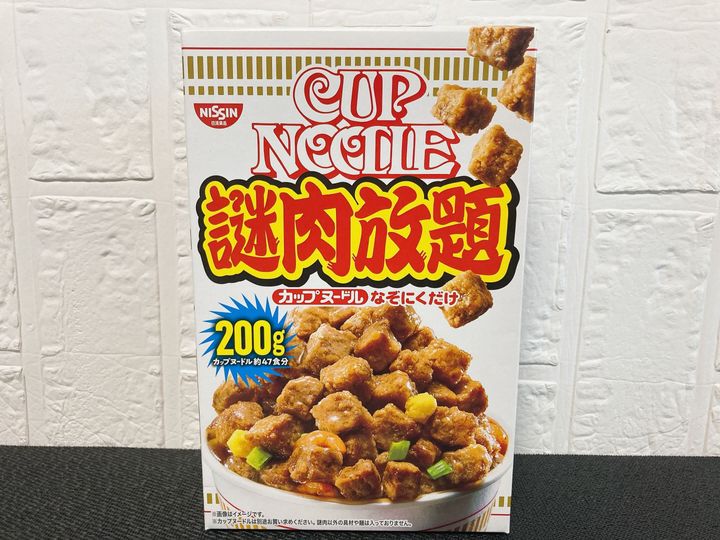 CUP
NOODLE
NISSIN
日清食品
謎肉放題
カップヌードル なぞにくだけ
200g
カップヌードル 約47食分
※画像はイメージです。
※カップヌードルは別途お買い求めください。謎肉以外の具材や麺は入っておりません。